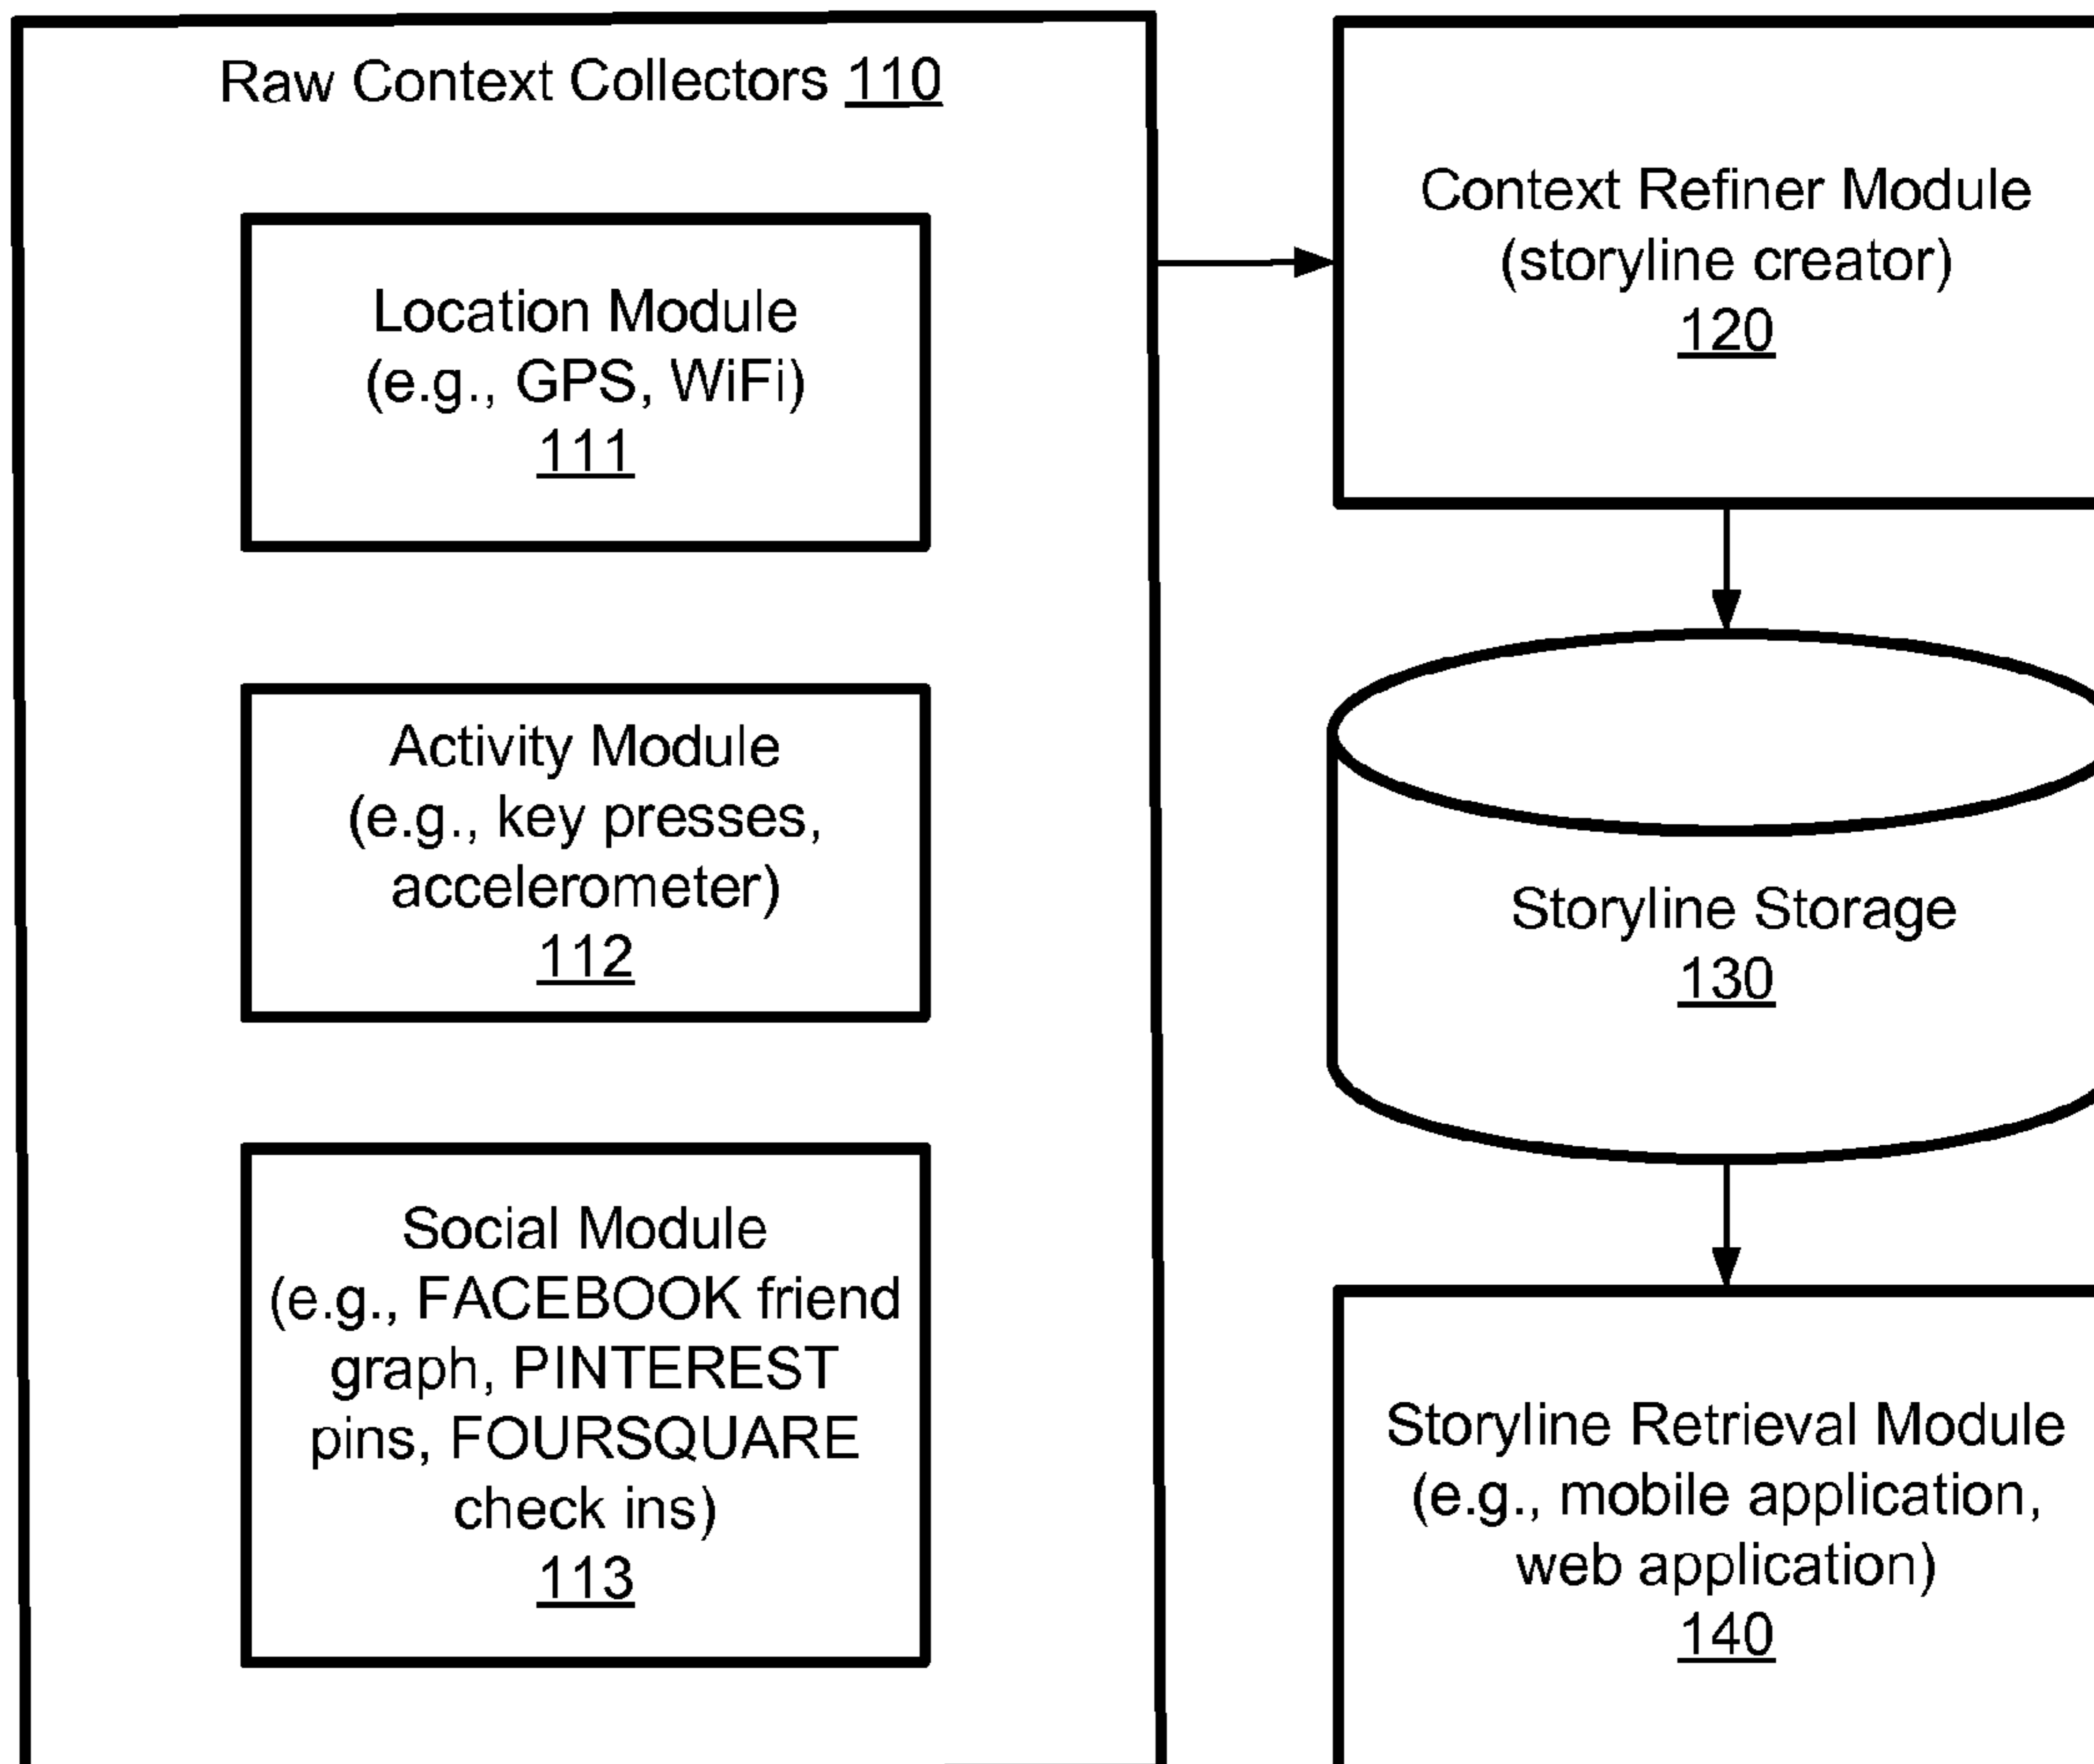 Raw Context Collectors 110
Location Module
(e.g., GPS, WiFi)
111
Activity Module
(e.g., key presses,
accelerometer)
112
Social Module
(e.g., FACEBOOK friend
graph, PINTEREST
pins, FOURSQUARE
check ins)
113
Context Refiner Module
(storyline creator)
120
Storyline Storage
130
Storyline Retrieval Module
(e.g., mobile application,
web application)
140